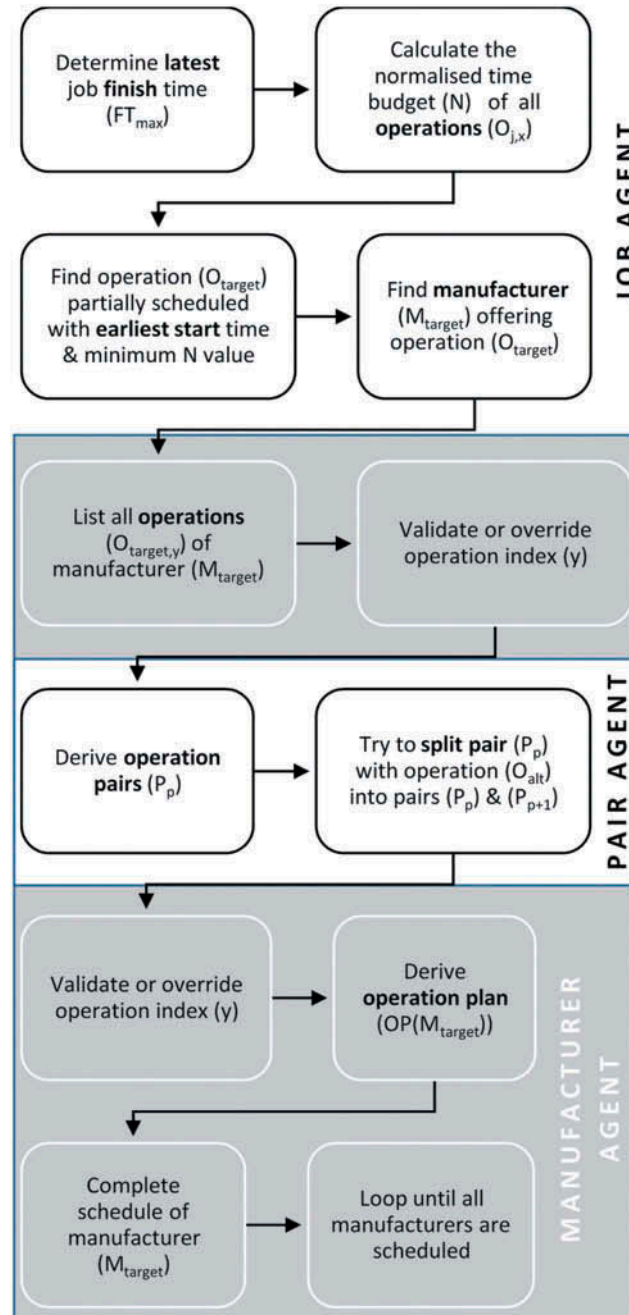 Determine latest
job finish time
(FTmax)
Calculate the
normalised time
budget (N) of all
operations (Oj,x)
Find operation (Otarget)
partially scheduled
with earliest start time
& minimum N value
Find manufacturer
(Mtarget) offering
operation (Otarget)
JOB AGENT
List all operations
(Otarget,y) of
manufacturer (Mtarget)
Validate or override
operation index (y)
Derive operation
pairs (Pp)
Try to split pair (Pp)
with operation (Oalt)
into pairs (Pp) & (Pp+1)
PAIR AGENT
Validate or override
operation index (y)
Derive
operation plan
(OP(Mtarget))
Complete
schedule of
manufacturer
(Mtarget)
Loop until all
manufacturers are
scheduled
MANUFACTURER
AGENT